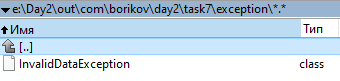 e:\Day2\out\com\borikov\day2\task7\exception\*.*
Имя Тип
[..]
InvalidDataException class